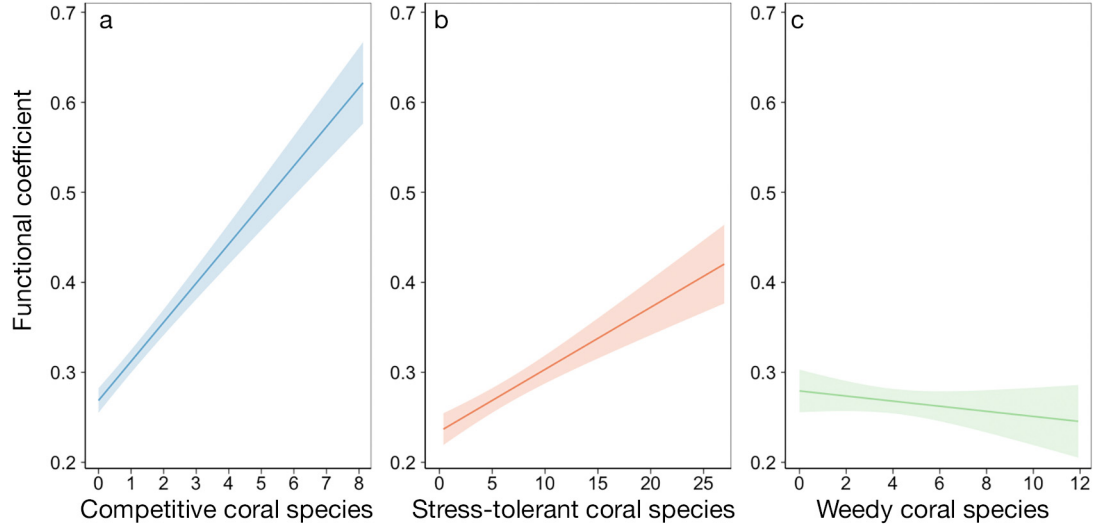 a
b
c
Functional coefficient
0.7
0.6
0.5
0.4
0.3
0.2
0 1 2 3 4 5 6 7 8
Competitive coral species
0.7
0.6
0.5
0.4
0.3
0.2
0 5 10 15 20 25
Stress-tolerant coral species
0.7
0.6
0.5
0.4
0.3
0.2
0 2 4 6 8 10 12
Weedy coral species